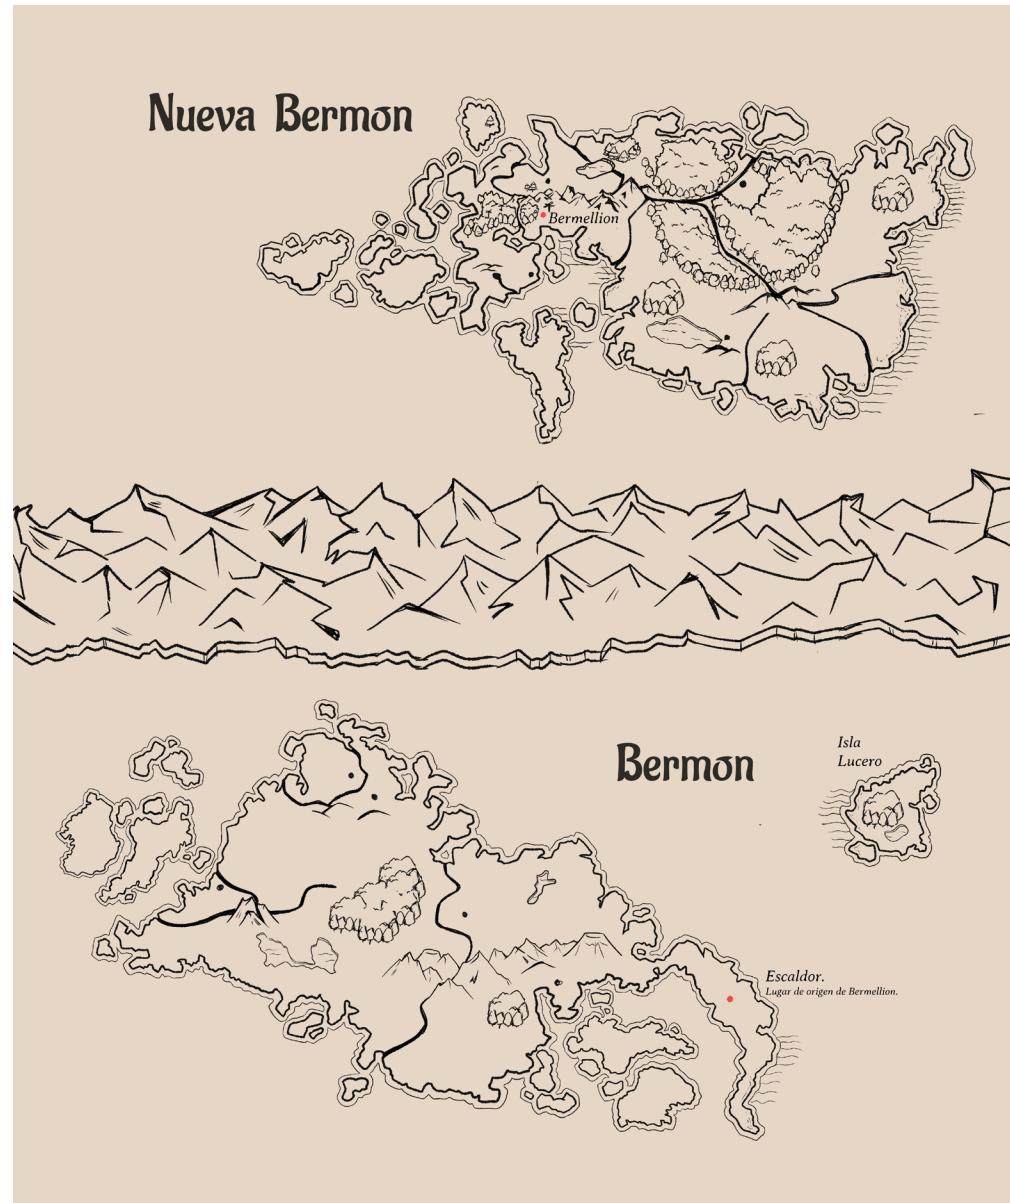 Nueva Bermon
Bermellion
Bermon
Isla
Lucero
Escaldor.
Lugar de origen de Bermellion.